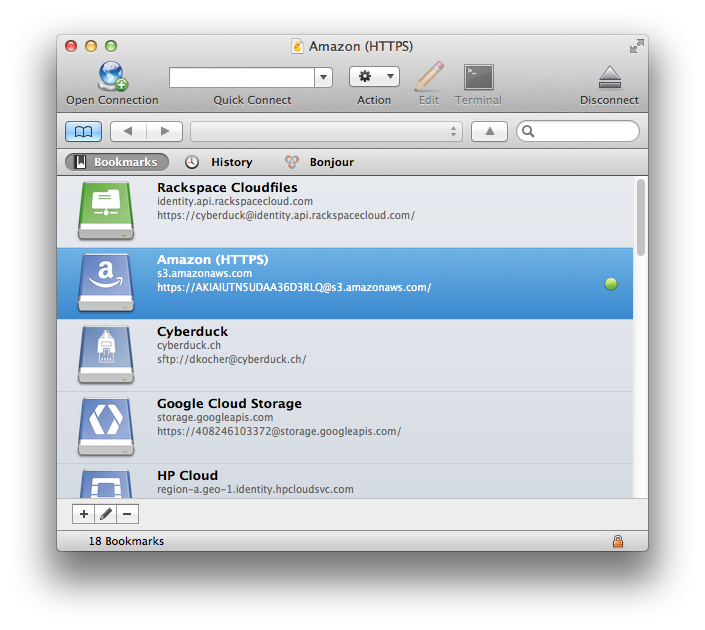 Amazon (HTTPS)
Open Connection
Quick Connect
Action
Edit
Terminal
Disconnect
Bookmarks
History
Bonjour
Rackspace Cloudfiles
identity.api.rackspacecloud.com
https://cyberduck@identity.api.rackspacecloud.com/
Amazon (HTTPS)
s3.amazonaws.com
https://AKIAIUTN5UDAA36D3RLQ@s3.amazonaws.com/
Cyberduck
cyberduck.ch
sftp://dkocher@cyberduck.ch/
Google Cloud Storage
storage.googleapis.com
https://408246103372@storage.googleapis.com/
HP Cloud
region-a.geo-1.identity.hpcloudsvc.com
18 Bookmarks